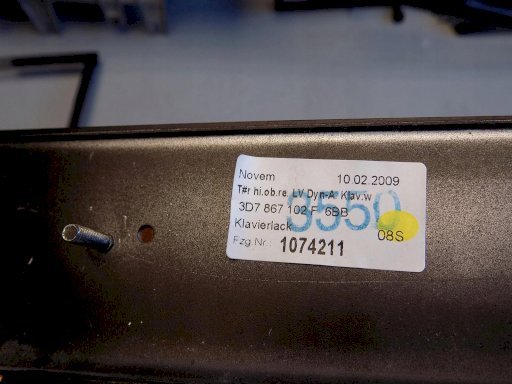 Novem 10.02.2009
T#r hi.ob.re. LV Dyn-A. Klav.w
3D7 867 102 F 6BB
9550
Klavierlack 08S
Fzg.Nr.: 1074211